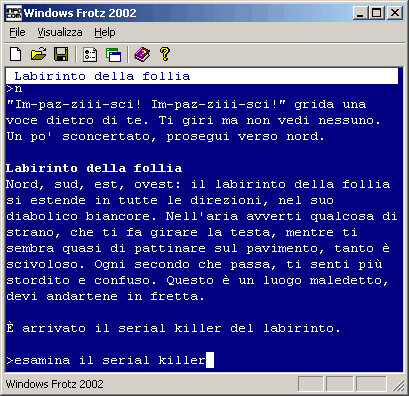 Windows Frotz 2002
File Visualizza Help
Labirinto della follia
>n
"Im-paz-ziii-sci! Im-paz-ziii-sci!" grida una
voce dietro di te. Ti giri ma non vedi nessuno.
Un po' sconcertato, prosegui verso nord.
Labirinto della follia
Nord, sud, est, ovest: il labirinto della follia
si estende in tutte le direzioni, nel suo
diabolico biancore. Nell'aria avverti qualcosa di
strano, che ti fa girare la testa, mentre ti
sembra quasi di pattinare sul pavimento, tanto è
scivoloso. Ogni secondo che passa, ti senti più
stordito e confuso. Questo è un luogo maledetto,
devi andartene in fretta.
È arrivato il serial killer del labirinto.
>esamina il serial killer
Windows Frotz 2002